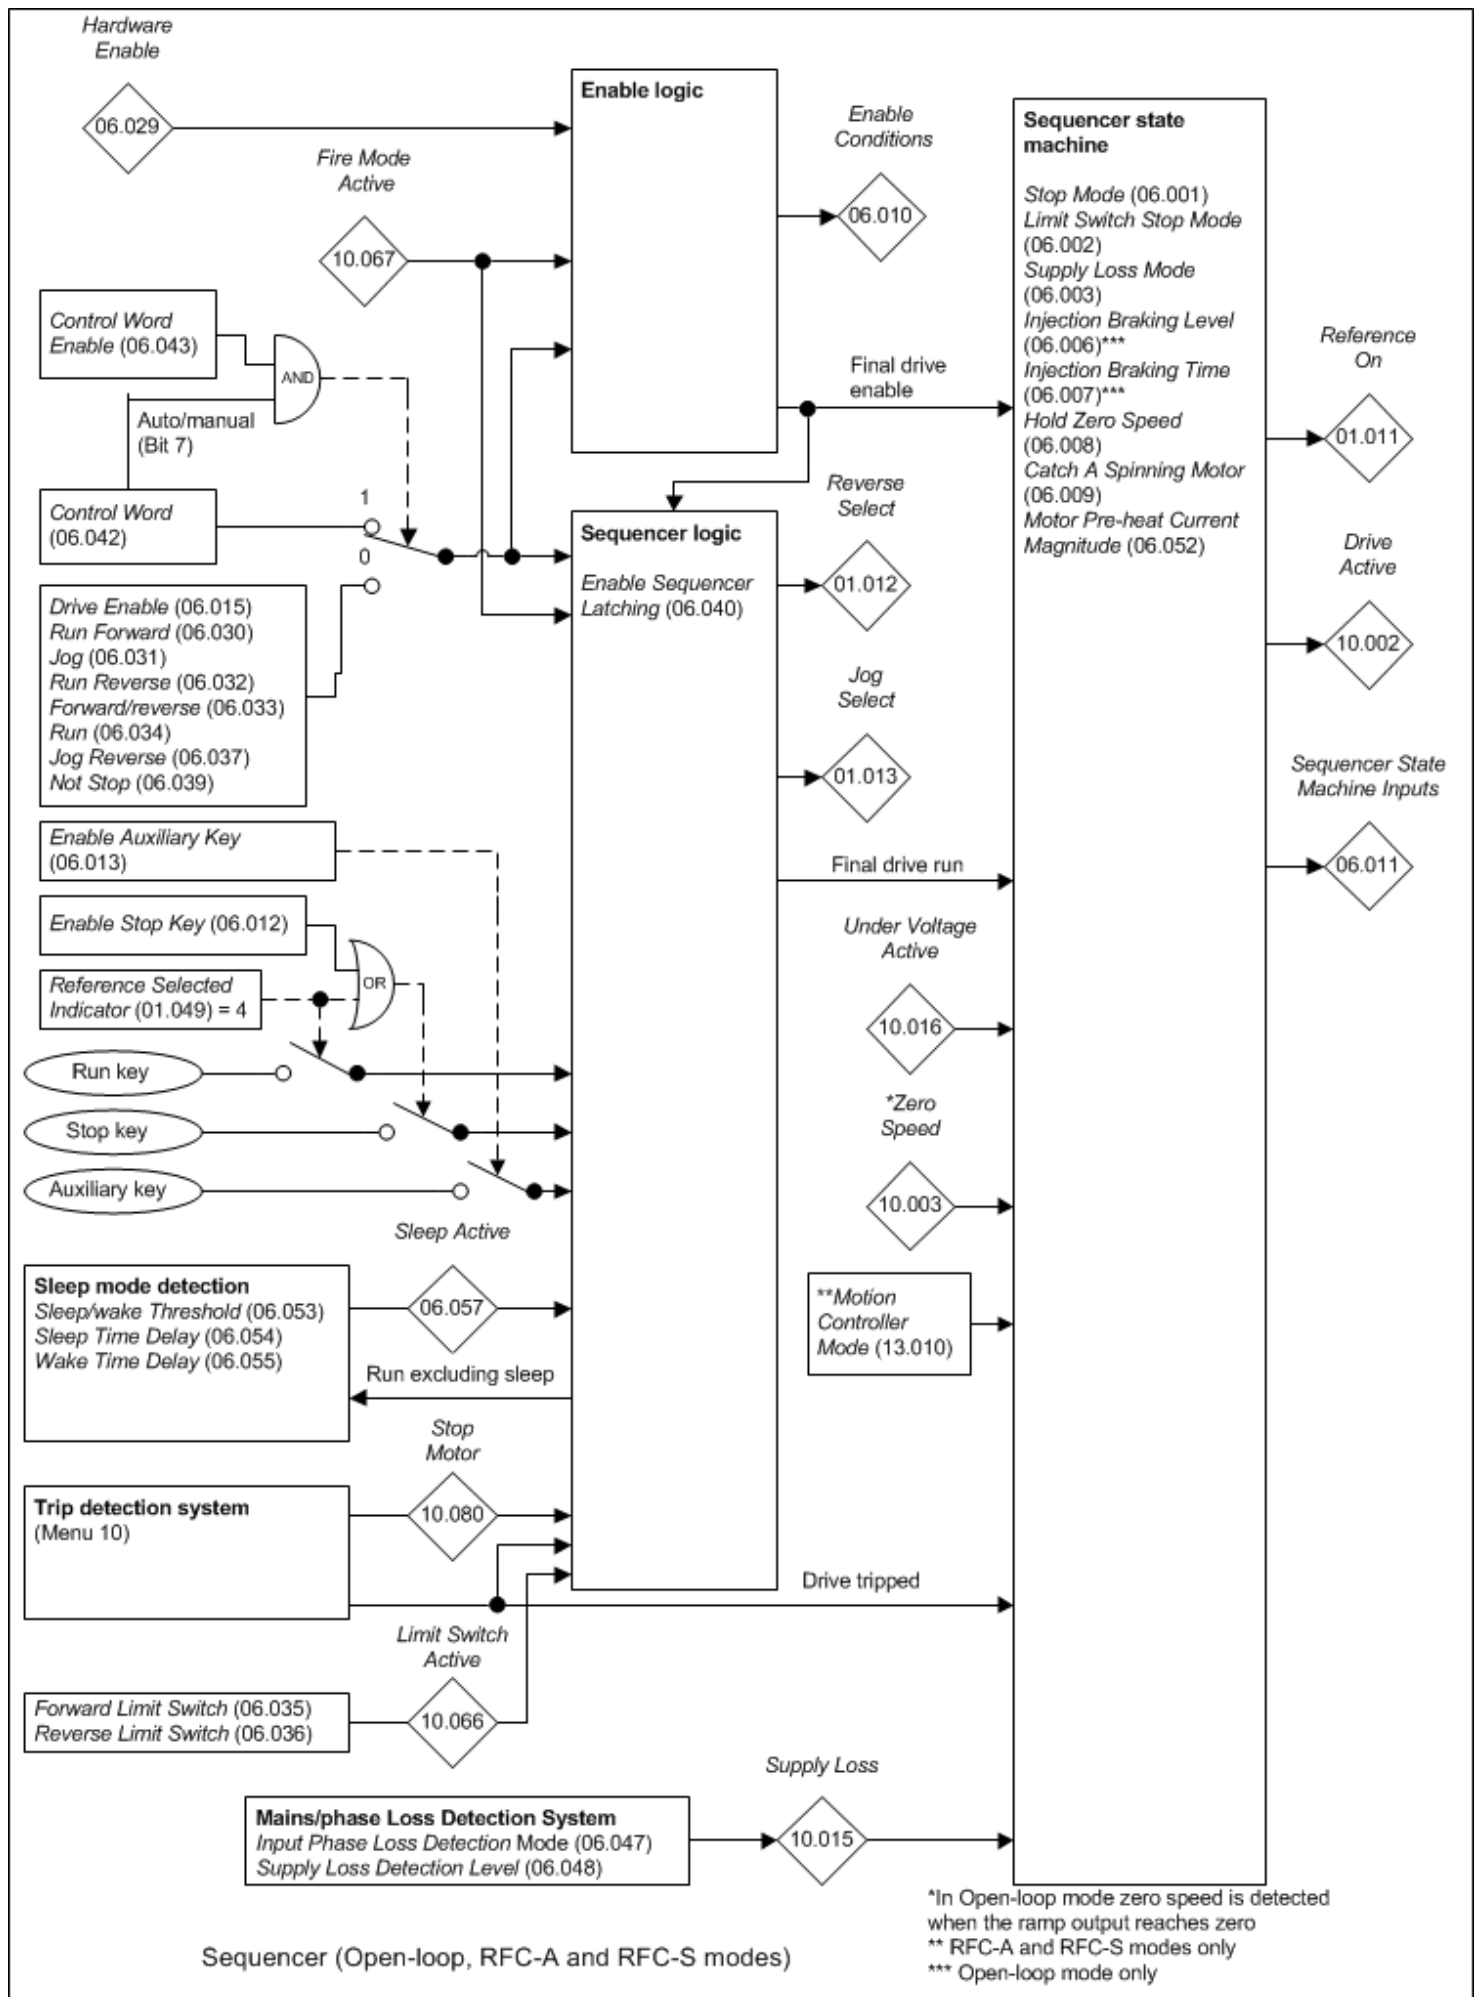 Hardware
Enable
06.029
Fire Mode
Active
10.067
Control Word
Enable (06.043)
AND
Auto/manual
(Bit 7)
Control Word
(06.042)
1
0
Drive Enable (06.015)
Run Forward (06.030)
Jog (06.031)
Run Reverse (06.032)
Forward/reverse (06.033)
Run (06.034)
Jog Reverse (06.037)
Not Stop (06.039)
Enable Auxiliary Key
(06.013)
Enable Stop Key (06.012)
OR
Reference Selected
Indicator (01.049) = 4
Run key
Stop key
Auxiliary key
Sleep Active
Sleep mode detection
Sleep/wake Threshold (06.053)
Sleep Time Delay (06.054)
Wake Time Delay (06.055)
06.057
Run excluding sleep
Stop
Motor
Trip detection system
(Menu 10)
10.080
Drive tripped
Limit Switch
Active
Forward Limit Switch (06.035)
Reverse Limit Switch (06.036)
10.066
Mains/phase Loss Detection System
Input Phase Loss Detection Mode (06.047)
Supply Loss Detection Level (06.048)
Supply Loss
10.015
Enable logic
Enable
Conditions
06.010
Final drive
enable
Sequencer logic
Enable Sequencer
Latching (06.040)
Reverse
Select
01.012
Jog
Select
01.013
Final drive run
Under Voltage
Active
10.016
*Zero
Speed
10.003
**Motion
Controller
Mode (13.010)
Sequencer state
machine
Stop Mode (06.001)
Limit Switch Stop Mode
(06.002)
Supply Loss Mode
(06.003)
Injection Braking Level
(06.006)***
Injection Braking Time
(06.007)***
Hold Zero Speed
(06.008)
Catch A Spinning Motor
(06.009)
Motor Pre-heat Current
Magnitude (06.052)
Reference
On
01.011
Drive
Active
10.002
Sequencer State
Machine Inputs
06.011
*In Open-loop mode zero speed is detected
when the ramp output reaches zero
** RFC-A and RFC-S modes only
*** Open-loop mode only
Sequencer (Open-loop, RFC-A and RFC-S modes)